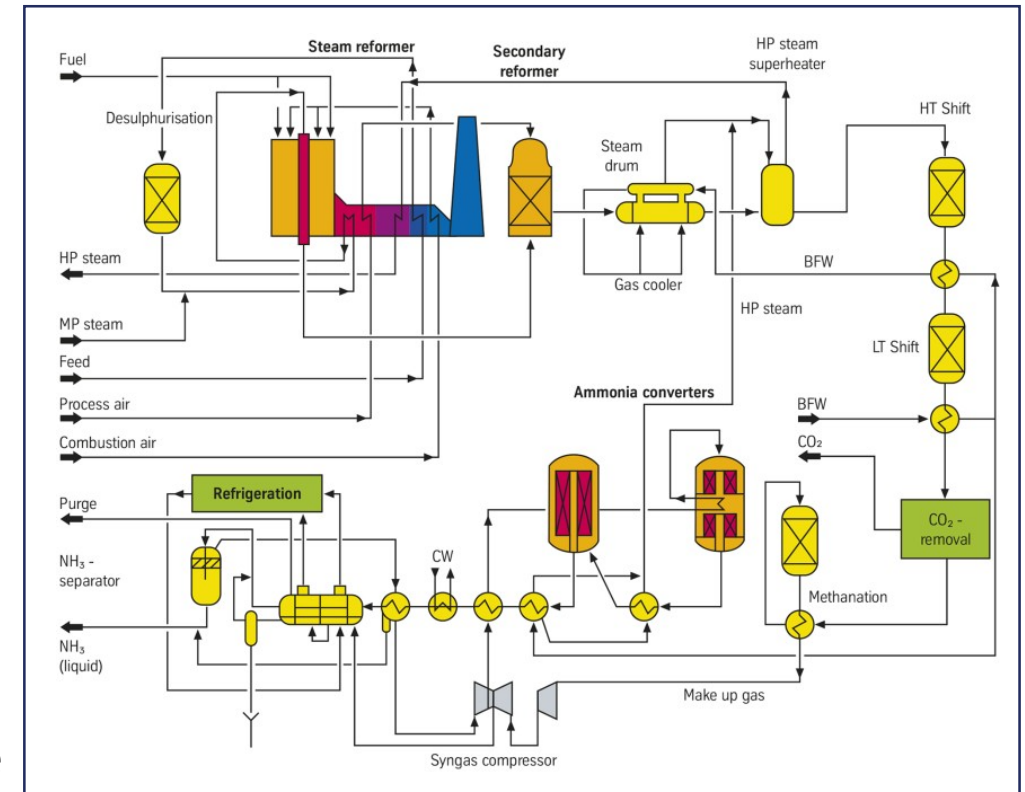 Fuel
Steam reformer
Secondary
reformer
HP steam
superheater
Desulphurisation
Steam
drum
HT Shift
HP steam
Gas cooler
BFW
HP steam
MP steam
LT Shift
Feed
Process air
Ammonia converters
BFW
Combustion air
CO₂
Refrigeration
Purge
CO₂ -
removal
NH₃ -
separator
CW
Methanation
NH₃
(liquid)
Make up gas
Syngas compressor